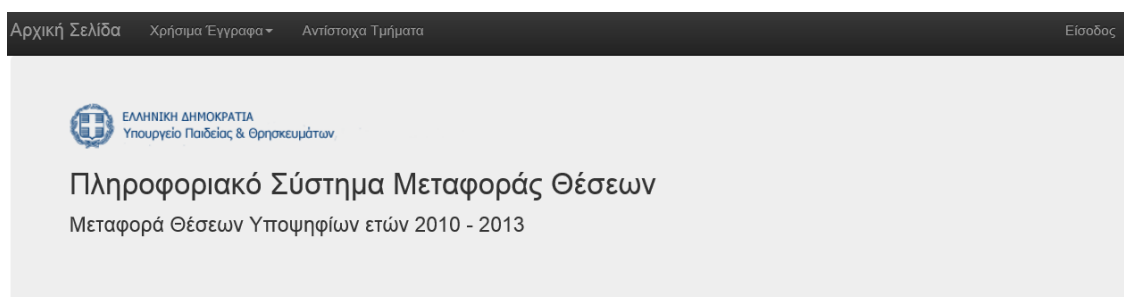 Αρχική Σελίδα Χρήσιμα Έγγραφα Αντίστοιχα Τμήματα Είσοδος
ΕΛΛΗΝΙΚΗ ΔΗΜΟΚΡΑΤΙΑ
Υπουργείο Παιδείας & Θρησκευμάτων
Πληροφοριακό Σύστημα Μεταφοράς Θέσεων
Μεταφορά Θέσεων Υποψηφίων ετών 2010 - 2013